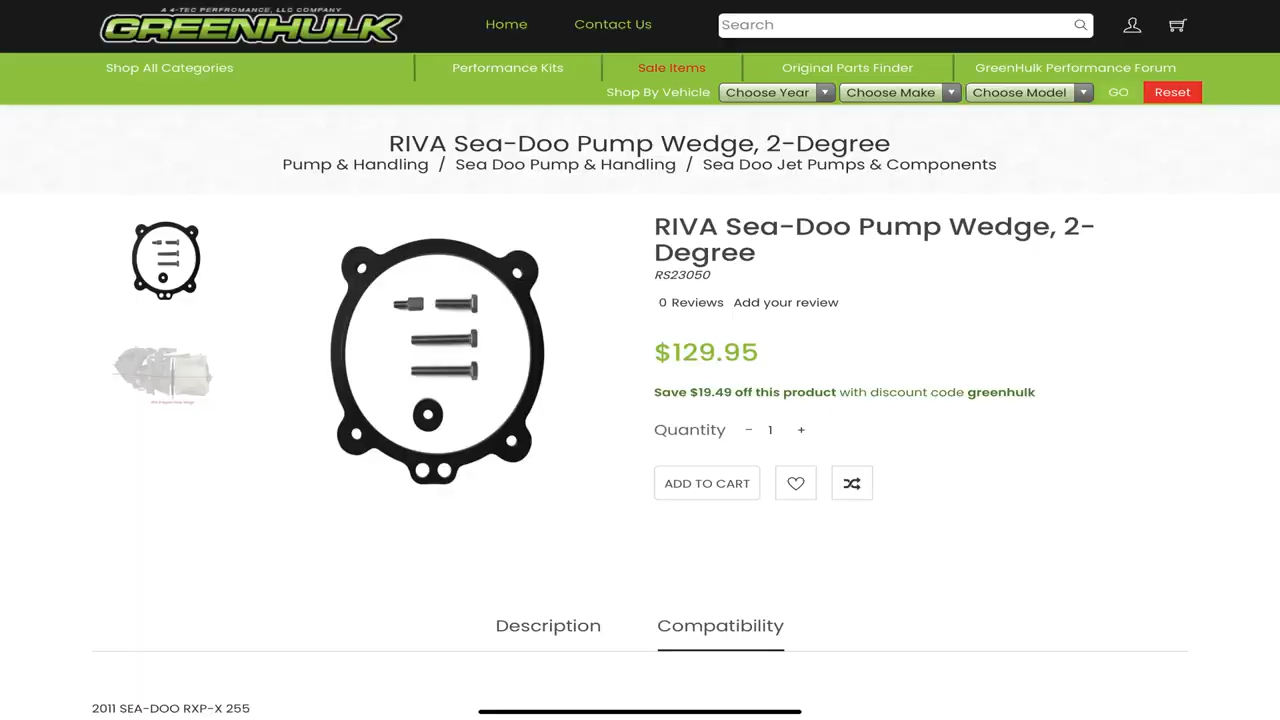 A 4-TEC PERFROMANCE, LLC COMPANY
GREENHULK
Home
Contact Us
Search
Shop All Categories
Performance Kits
Sale Items
Original Parts Finder
GreenHulk Performance Forum
Shop By Vehicle
Choose Year
Choose Make
Choose Model
GO
Reset
RIVA Sea-Doo Pump Wedge, 2-Degree
Pump & Handling / Sea Doo Pump & Handling / Sea Doo Jet Pumps & Components
RIVA Sea-Doo Pump Wedge, 2-
Degree
RS23050
0 Reviews Add your review
$129.95
Save $19.49 off this product with discount code greenhulk
Quantity - 1 +
ADD TO CART
Description
Compatibility
2011 SEA-DOO RXP-X 255